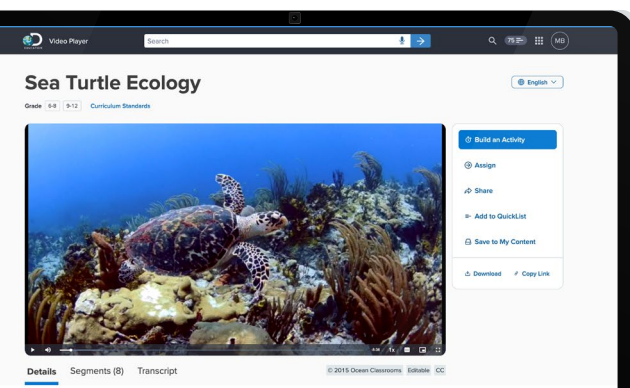 Video Player
Search
75
MB
Sea Turtle Ecology
English
Grade 6-8 9-12 Curriculum Standards
Build an Activity
Assign
Share
Add to QuickList
Save to My Content
Download Copy Link
1x
Details Segments (8) Transcript
© 2015 Ocean Classrooms Editable CC